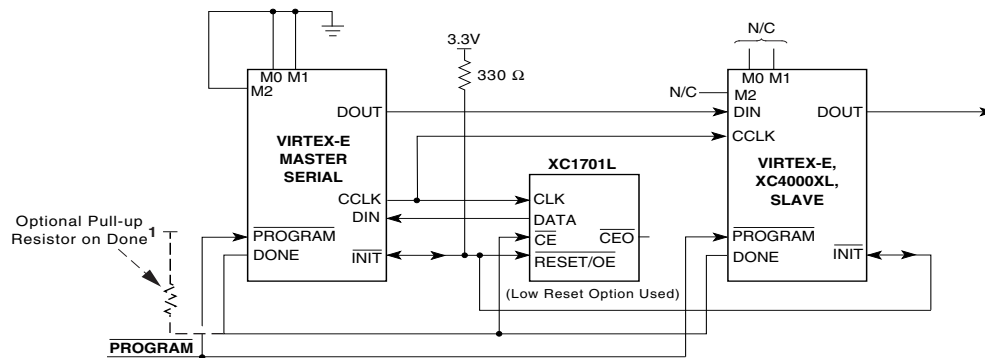 N/C
3.3V
M0 M1
330 Ω
M0 M1
M2
N/C
M2
DOUT
DIN
DOUT
VIRTEX-E
MASTER
SERIAL
CCLK
XC1701L
VIRTEX-E,
XC4000XL,
SLAVE
CCLK
CLK
DIN
DATA
Optional Pull-up
Resistor on Done1
PROGRAM
CE
CEO
PROGRAM
DONE
INIT
RESET/OE
DONE
INIT
(Low Reset Option Used)
PROGRAM